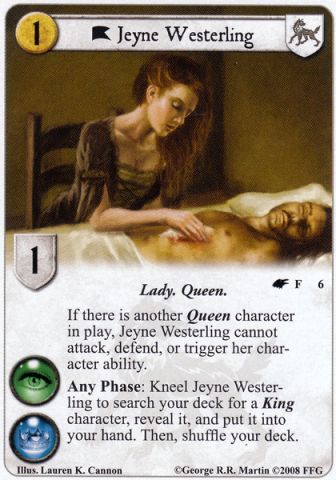 1
Jeyne Westerling
1
F 6
Lady. Queen.
If there is another Queen character
in play, Jeyne Westerling cannot
attack, defend, or trigger her char-
acter ability.
Any Phase: Kneel Jeyne Wester-
ling to search your deck for a King
character, reveal it, and put it into
your hand. Then, shuffle your deck.
Illus. Lauren K. Cannon ©George R.R. Martin ©2008 FFG